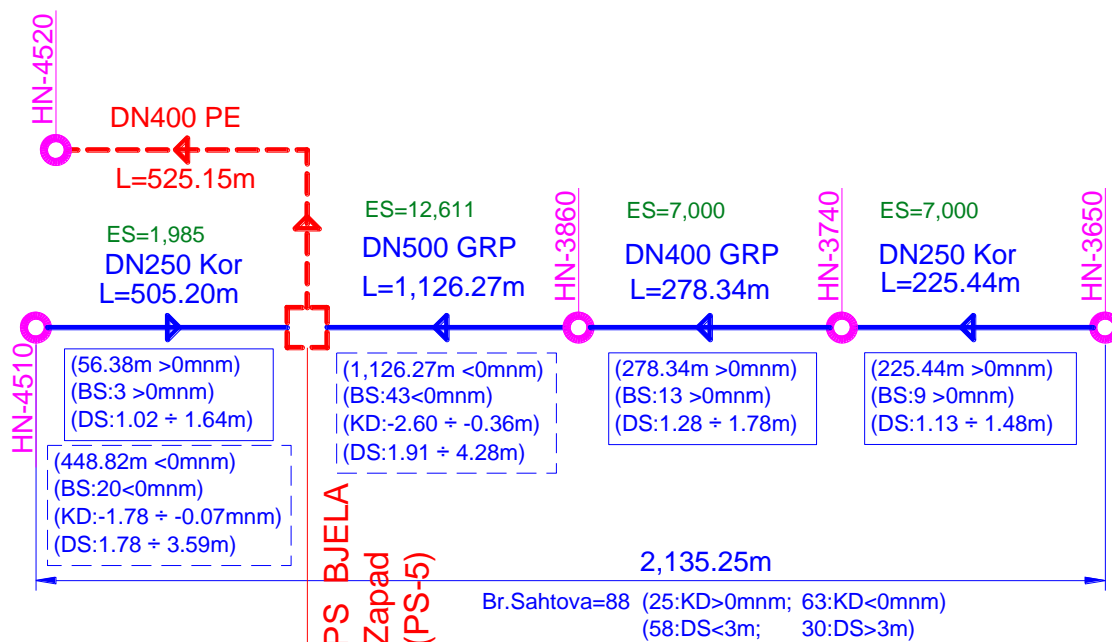 HN-4520
DN400 PE
L=525.15m
ES=1,985
DN250 Kor
L=505.20m
ES=12,611
DN500 GRP
L=1,126.27m
HN-3860
ES=7,000
DN400 GRP
L=278.34m
HN-3740
ES=7,000
DN250 GRP
L=225.44m
HN-3650
HN-4510
(56.38m >0mnm)
(BS:3 >0mnm)
(DS:1.02 ÷ 1.64m)
(448.82m <0mnm)
(BS:20<0mnm)
(KD:-1.78 ÷ -0.07mnm)
(DS:1.78 ÷ 3.59m)
(1,126.27m <0mnm)
(BS:43<0mnm)
(KD:-2.60 ÷ -0.36m)
(DS:1.91 ÷ 4.28m)
(278.34m >0mnm)
(BS:13 >0mnm)
(DS:1.28 ÷ 1.78m)
(225.44m >0mnm)
(BS:9 >0mnm)
(DS:1.13 ÷ 1.48m)
PS BJELA
Zapad
(PS-5)
2,135.25m
Br.Sahtova=88 (25:KD>0mnm; 63:KD<0mnm)
(58:DS<3m; 30:DS>3m)